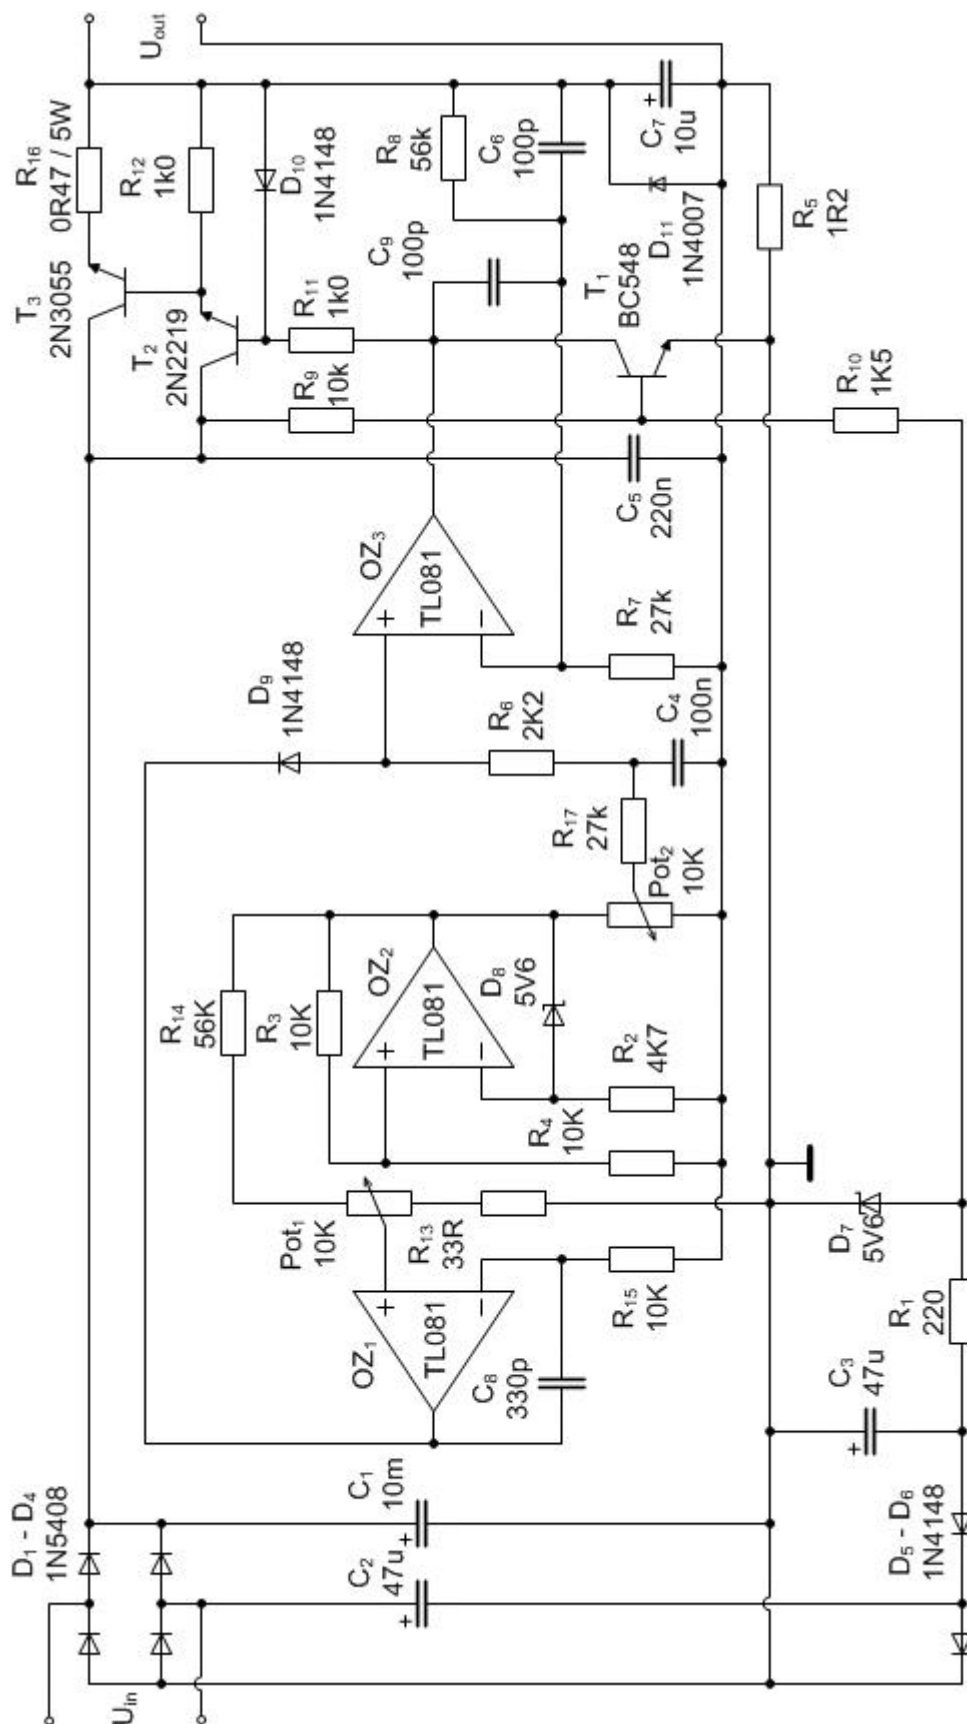 Uᵢₙ
D₁ - D₄
1N5408
C₂
47u
C₁
10m
D₅ - D₆
1N4148
C₃
47u
R₁
220
D₇
5V6
OZ₁
TL081
+
−
C₈
330p
R₁₅
10K
Pot₁
10K
R₁₃
33R
R₁₄
56K
R₃
10K
OZ₂
TL081
+
−
R₄
10K
R₂
4K7
D₈
5V6
Pot₂
10K
R₁₇
27k
D₉
1N4148
R₆
2K2
C₄
100n
OZ₃
TL081
+
−
R₇
27k
C₅
220n
R₉
10k
R₁₁
1k0
T₂
2N2219
T₃
2N3055
R₁₆
0R47 / 5W
R₁₂
1k0
D₁₀
1N4148
C₉
100p
R₈
56k
C₆
100p
T₁
BC548
D₁₁
1N4007
C₇
10u
R₅
1R2
R₁₀
1K5
Uₒᵤₜ
+
+
+
+